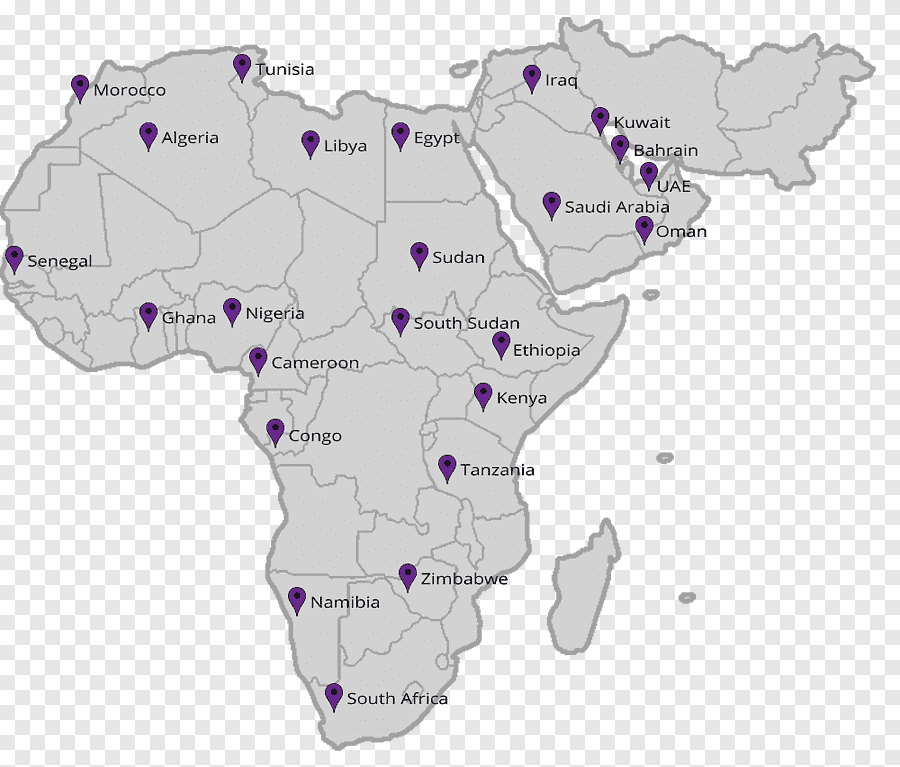 Tunisia
Iraq
Morocco
Kuwait
Algeria
Libya
Egypt
Bahrain
UAE
Saudi Arabia
Oman
Senegal
Sudan
Ghana
Nigeria
South Sudan
Ethiopia
Cameroon
Kenya
Congo
Tanzania
Zimbabwe
Namibia
South Africa